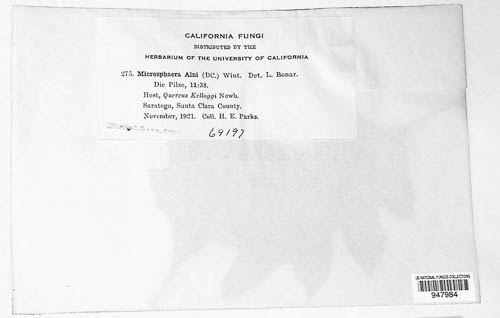 CALIFORNIA FUNGI
DISTRIBUTED BY THE
HERBARIUM OF THE UNIVERSITY OF CALIFORNIA
275. Microsphaera Alni (DC.) Wint. Det. L. Bonar.
Die Pilze, 11:38.
Host, Quercus Kelloggi Newb.
Saratoga, Santa Clara County.
November, 1921. Coll. H. E. Parks.
69197
US NATIONAL FUNGUS COLLECTIONS
947984